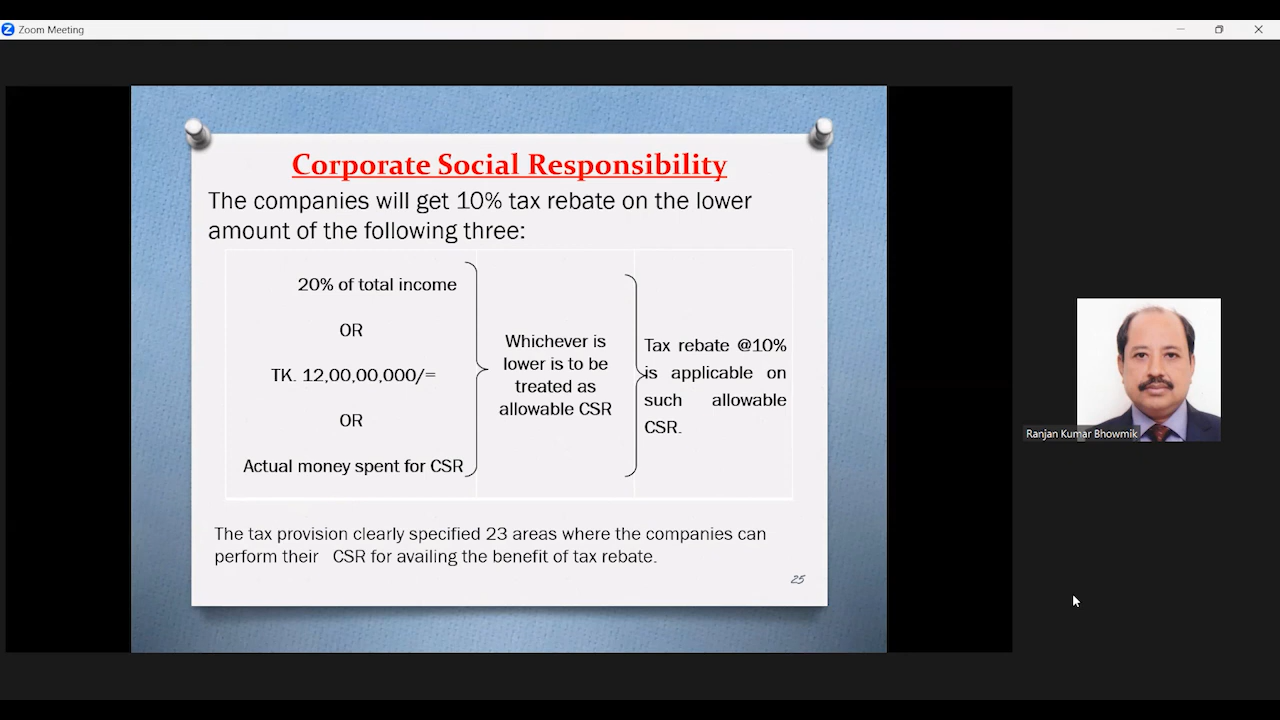 Zoom Meeting
Corporate Social Responsibility
The companies will get 10% tax rebate on the lower
amount of the following three:
20% of total income
OR
TK. 12,00,00,000/=
OR
Actual money spent for CSR
Whichever is
lower is to be
treated as
allowable CSR
Tax rebate @10%
is applicable on
such allowable
CSR.
The tax provision clearly specified 23 areas where the companies can
perform their CSR for availing the benefit of tax rebate.
25
Ranjan Kumar Bhowmik